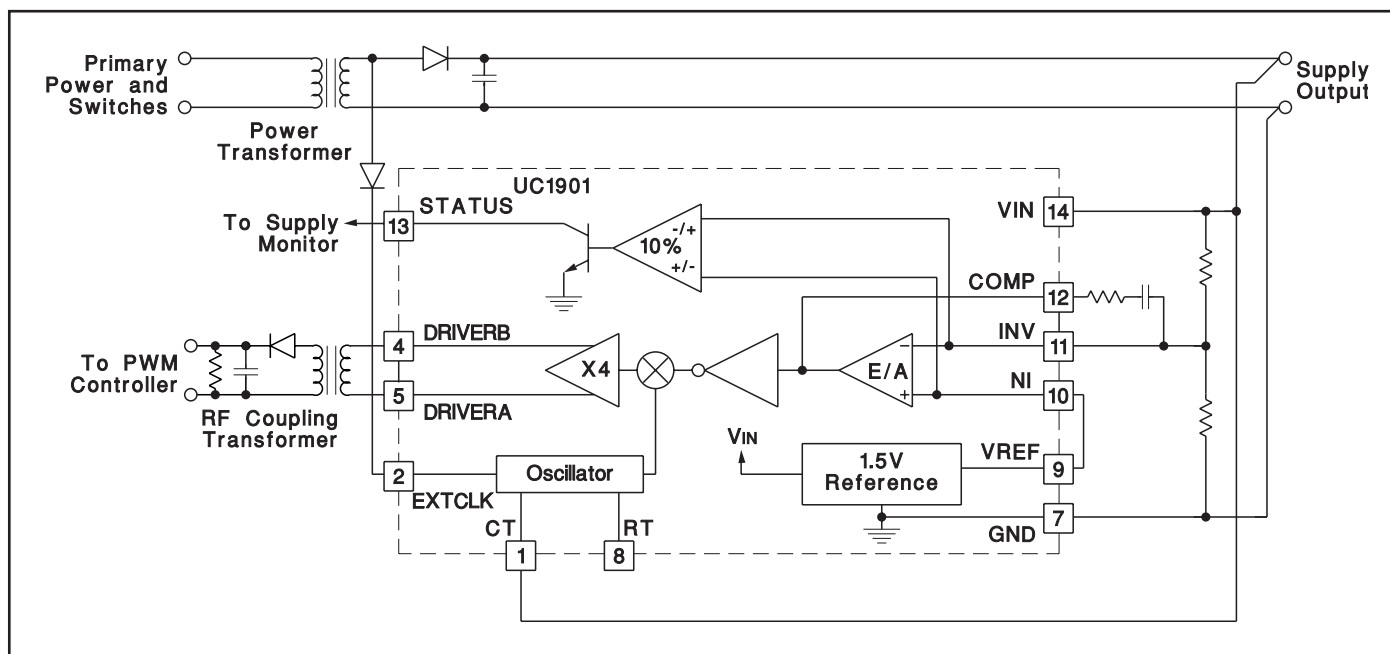 Primary
Power and
Switches
Power
Transformer
Supply
Output
UC1901
STATUS
13
To Supply
Monitor
10%
-/+
+/-
VIN
14
COMP
12
INV
11
NI
10
DRIVERB
4
To PWM
Controller
5
DRIVERA
RF Coupling
Transformer
X4
E/A
−
+
VIN
1.5V
Reference
VREF
9
2
EXTCLK
Oscillator
7
GND
CT
RT
1
8